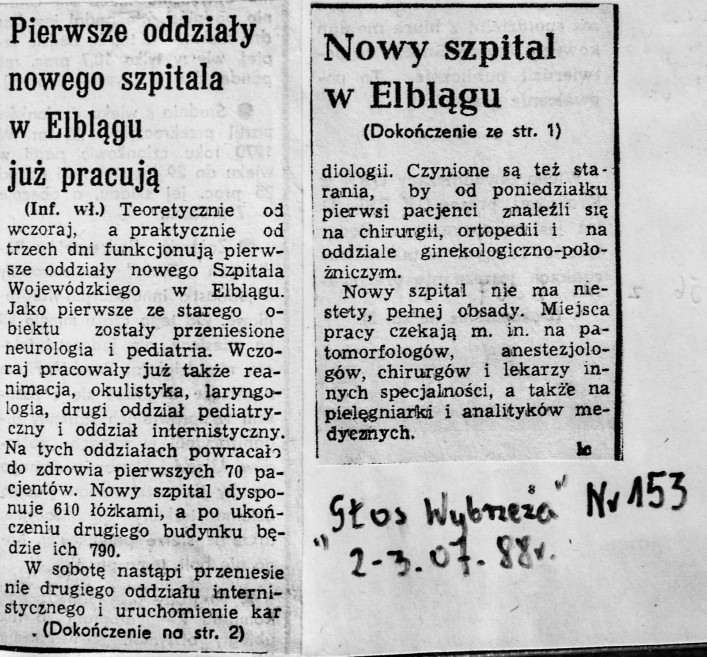 Pierwsze oddziały
nowego szpitala
w Elblągu
już pracują
(Inf. wł.) Teoretycznie od
wczoraj, a praktycznie od
trzech dni funkcjonują pierw-
sze oddziały nowego Szpitala
Wojewódzkiego w Elblągu.
Jako pierwsze ze starego o-
biektu zostały przeniesione
neurologia i pediatria. Wczo-
raj pracowały już także rea-
nimacja, okulistyka, laryngo-
logia, drugi oddział pediatry-
czny i oddział internistyczny.
Na tych oddziałach powracało
do zdrowia pierwszych 70 pa-
cjentów. Nowy szpital dyspo-
nuje 610 łóżkami, a po ukoń-
czeniu drugiego budynku bę-
dzie ich 790.
W sobotę nastąpi przeniesie
nie drugiego oddziału interni-
stycznego i uruchomienie kar
(Dokończenie na str. 2)
Nowy szpital
w Elblągu
(Dokończenie ze str. 1)
diologii. Czynione są też sta-
rania, by od poniedziałku
pierwsi pacjenci znaleźli się
na chirurgii, ortopedii i na
oddziale ginekologiczno-poło-
żniczym.
Nowy szpital nie ma nie-
stety, pełnej obsady. Miejsca
pracy czekają m. in. na pa-
tomorfologów, anestezjolo-
gów, chirurgów i lekarzy in-
nych specjalności, a także na
pielęgniarki i analityków me-
dycznych.
lc
"Głos Wybrzeża" Nr 153
2-3.07.88r.